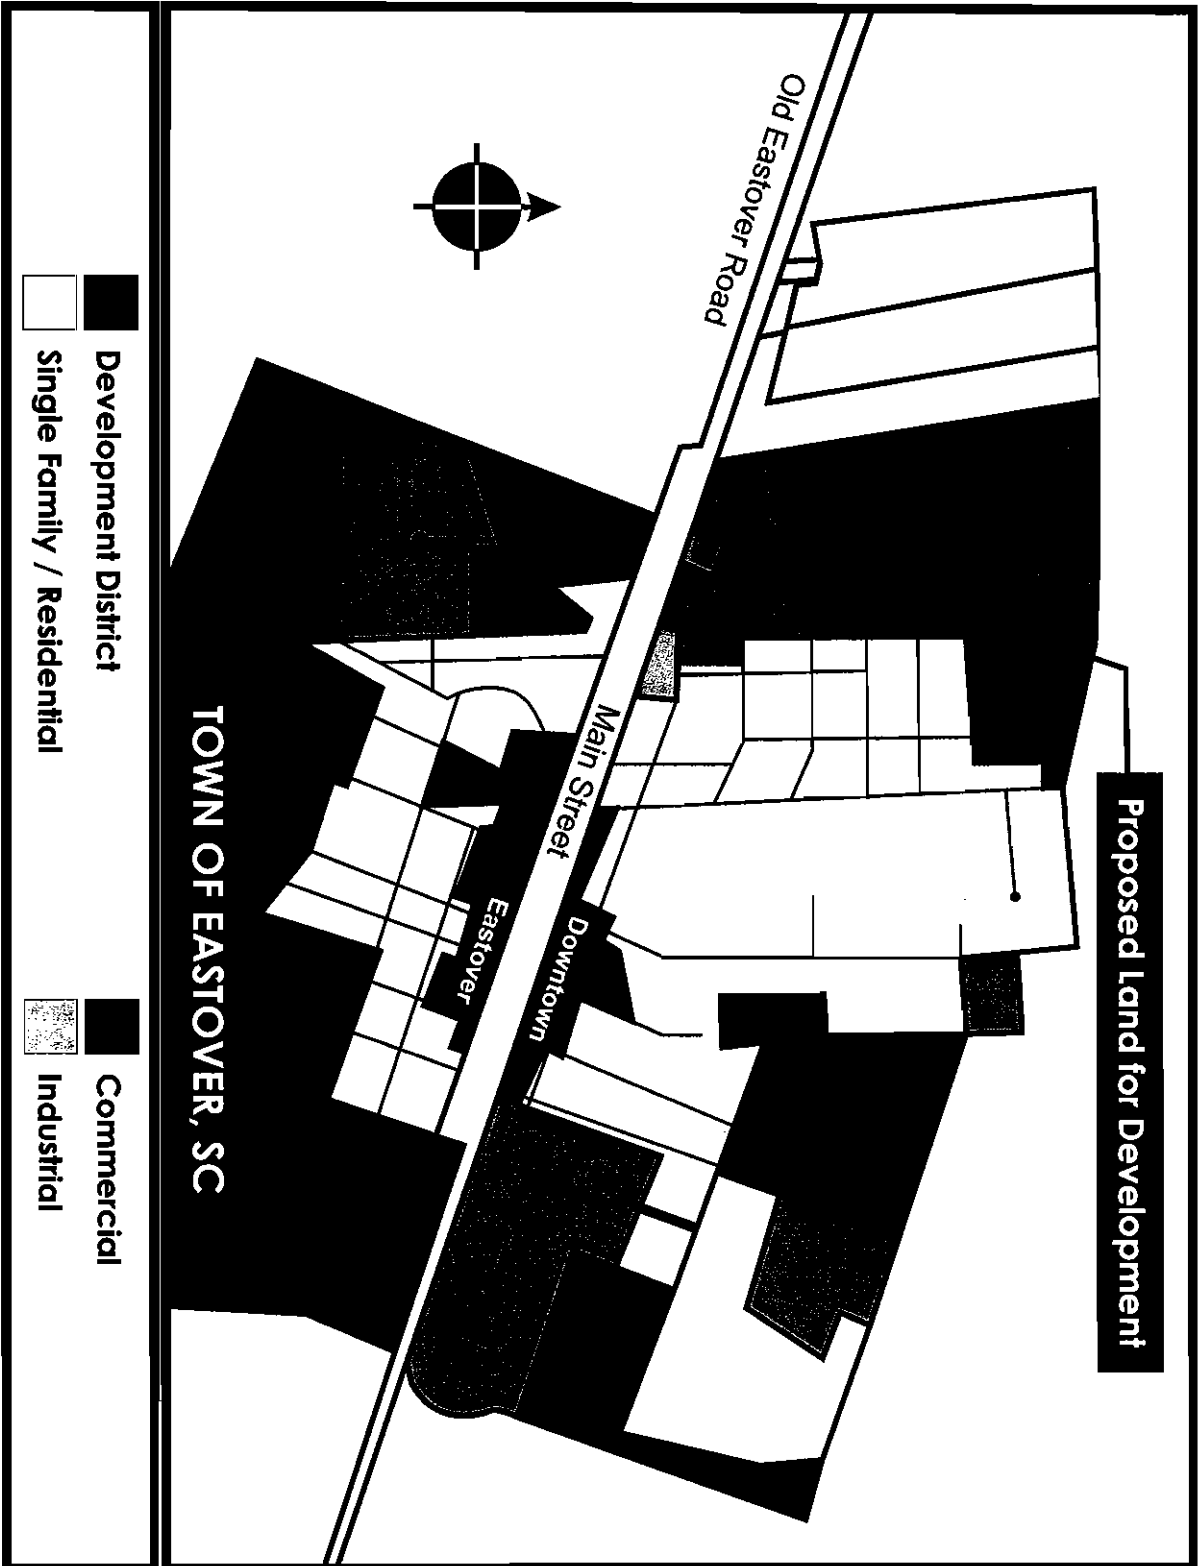 Proposed Land for Development
Old Eastover Road
Main Street
Downtown
Eastover
TOWN OF EASTOVER, SC
Development District
Commercial
Single Family / Residential
Industrial